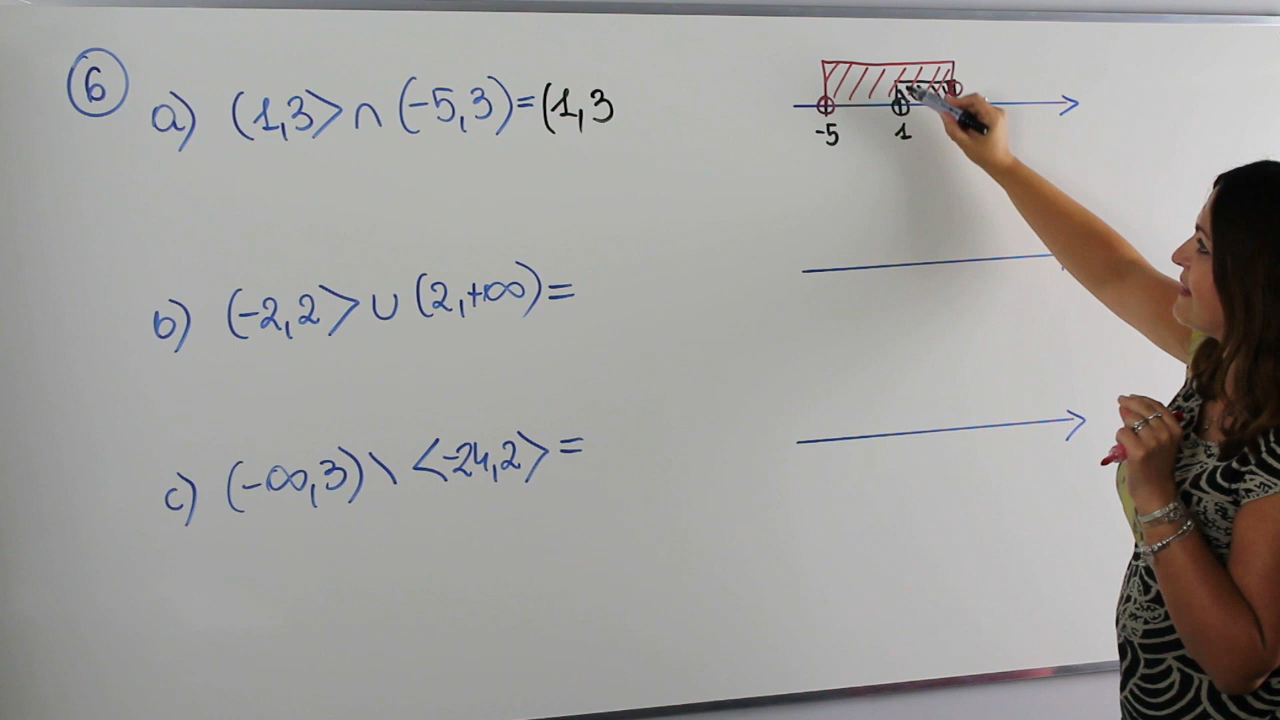 6
a) (1,3> ∩ (-5,3)=(1,3
-5 1
b) (-2,2> ∪ (2,+∞)=
c) (-∞,3) \ <-24,2> =